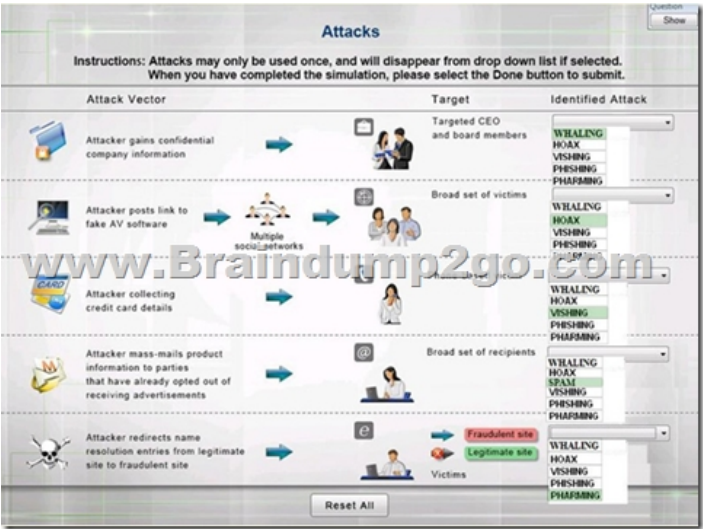 Question
Show
Attacks
Instructions: Attacks may only be used once, and will disappear from drop down list if selected.
When you have completed the simulation, please select the Done button to submit.
Attack Vector
Target
Identified Attack
Attacker gains confidential
company information
Targeted CEO
and board members
WHALING
HOAX
VISHING
PHISHING
PHARMING
Attacker posts link to
fake AV software
Multiple
social networks
Broad set of victims
WHALING
HOAX
VISHING
PHISHING
www.Braindump2go.com
CARD
Attacker collecting
credit card details
WHALING
HOAX
VISHING
PHISHING
PHARMING
Attacker mass-mails product
information to parties
that have already opted out of
receiving advertisements
@
Broad set of recipients
WHALING
HOAX
SPAM
VISHING
PHISHING
PHARMING
Attacker redirects name
resolution entries from legitimate
site to fraudulent site
e
Fraudulent site
Legitimate site
Victims
WHALING
HOAX
VISHING
PHISHING
PHARMING
Reset All